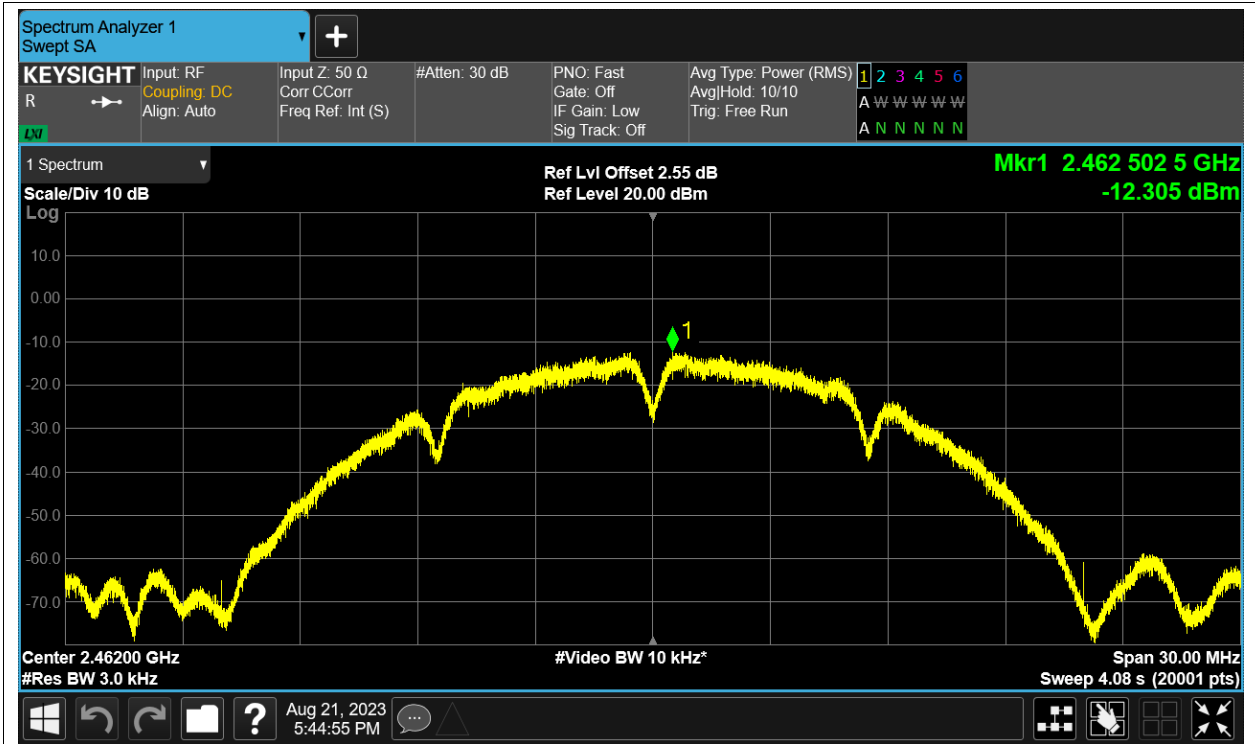 Spectrum Analyzer 1
Swept SA
KEYSIGHT
R
LXI
Input: RF
Coupling: DC
Align: Auto
Input Z: 50 Ω
Corr CCorr
Freq Ref: Int (S)
#Atten: 30 dB
PNO: Fast
Gate: Off
IF Gain: Low
Sig Track: Off
Avg Type: Power (RMS)
Avg|Hold: 10/10
Trig: Free Run
1 2 3 4 5 6
A W W W W W
A N N N N N
1 Spectrum
Scale/Div 10 dB
Log
Ref Lvl Offset 2.55 dB
Ref Level 20.00 dBm
Mkr1 2.462 502 5 GHz
-12.305 dBm
10.0
0.00
-10.0
-20.0
-30.0
-40.0
-50.0
-60.0
-70.0
1
Center 2.46200 GHz
#Res BW 3.0 kHz
#Video BW 10 kHz*
Span 30.00 MHz
Sweep 4.08 s (20001 pts)
?
Aug 21, 2023
5:44:55 PM